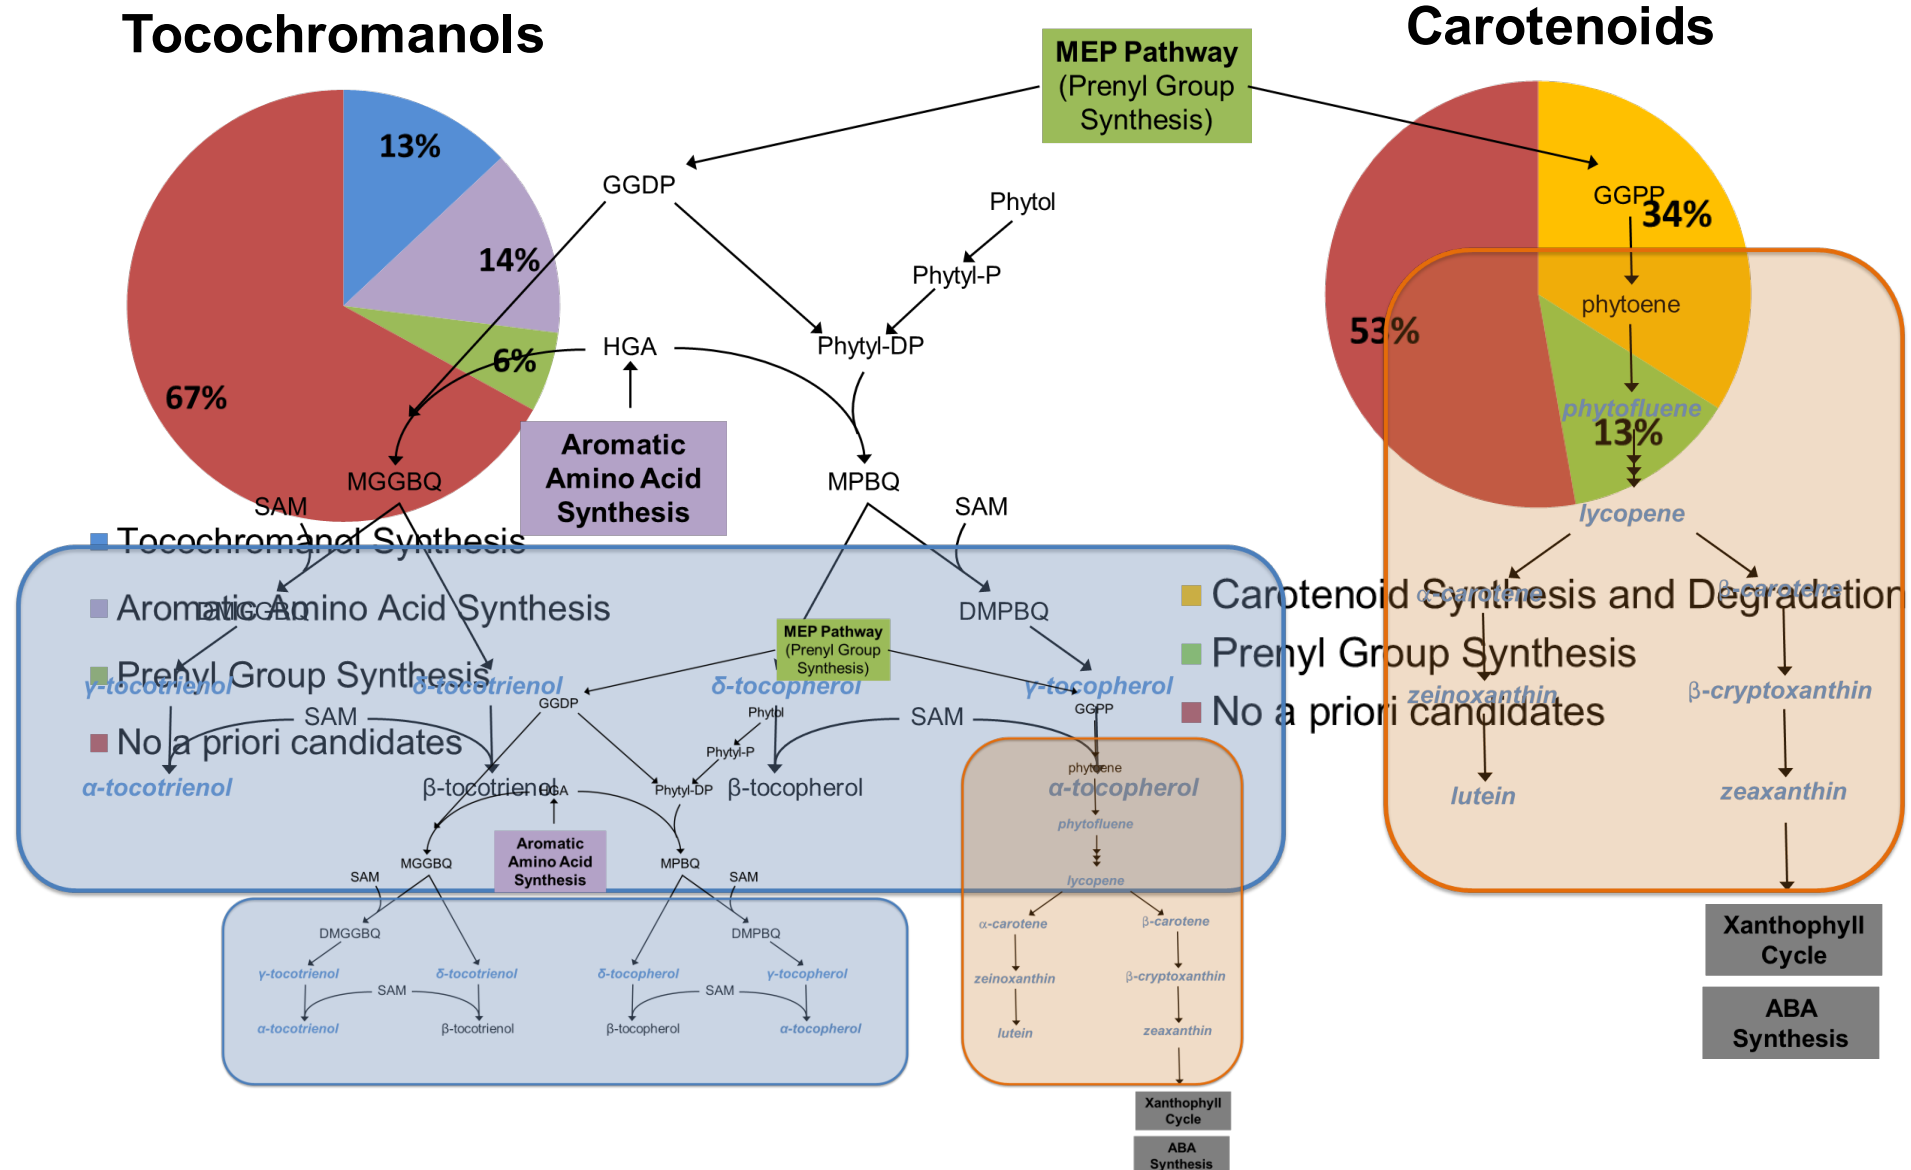 Tocochromanols
Carotenoids
MEP Pathway
(Prenyl Group
Synthesis)
13%
14%
6%
67%
GGDP
Phytol
Phytyl-P
HGA
Phytyl-DP
Aromatic
Amino Acid
Synthesis
MGGBQ
MPBQ
SAM
SAM
GGPP
34%
phytoene
53%
phytofluene
13%
lycopene
Tocochromanol Synthesis
Aromatic Amino Acid Synthesis
Prenyl Group Synthesis
No a priori candidates
DMGGBQ
DMPBQ
γ-tocotrienol
δ-tocotrienol
δ-tocopherol
γ-tocopherol
SAM
SAM
α-tocotrienol
β-tocotrienol
β-tocopherol
α-tocopherol
Carotenoid Synthesis and Degradation
Prenyl Group Synthesis
No a priori candidates
α-carotene
β-carotene
zeinoxanthin
β-cryptoxanthin
lutein
zeaxanthin
Xanthophyll
Cycle
ABA
Synthesis
MEP Pathway
(Prenyl Group
Synthesis)
GGDP
Phytol
GGPP
Phytyl-P
phytoene
HGA
Phytyl-DP
phytofluene
Aromatic
Amino Acid
Synthesis
MGGBQ
MPBQ
SAM
SAM
lycopene
DMGGBQ
DMPBQ
α-carotene
β-carotene
γ-tocotrienol
δ-tocotrienol
δ-tocopherol
γ-tocopherol
zeinoxanthin
β-cryptoxanthin
SAM
SAM
α-tocotrienol
β-tocotrienol
β-tocopherol
α-tocopherol
lutein
zeaxanthin
Xanthophyll
Cycle
ABA
Synthesis